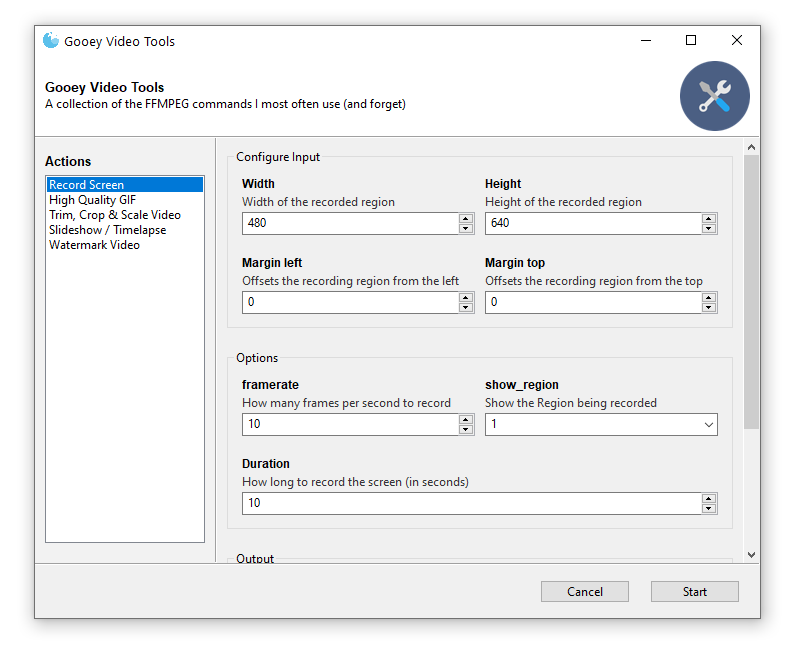 Gooey Video Tools
Gooey Video Tools
A collection of the FFMPEG commands I most often use (and forget)
Actions
Record Screen
High Quality GIF
Trim, Crop & Scale Video
Slideshow / Timelapse
Watermark Video
Configure Input
Width
Height
Width of the recorded region
Height of the recorded region
480
640
Margin left
Margin top
Offsets the recording region from the left
Offsets the recording region from the top
0
0
Options
framerate
show_region
How many frames per second to record
Show the Region being recorded
10
1
Duration
How long to record the screen (in seconds)
10
Output
Cancel
Start